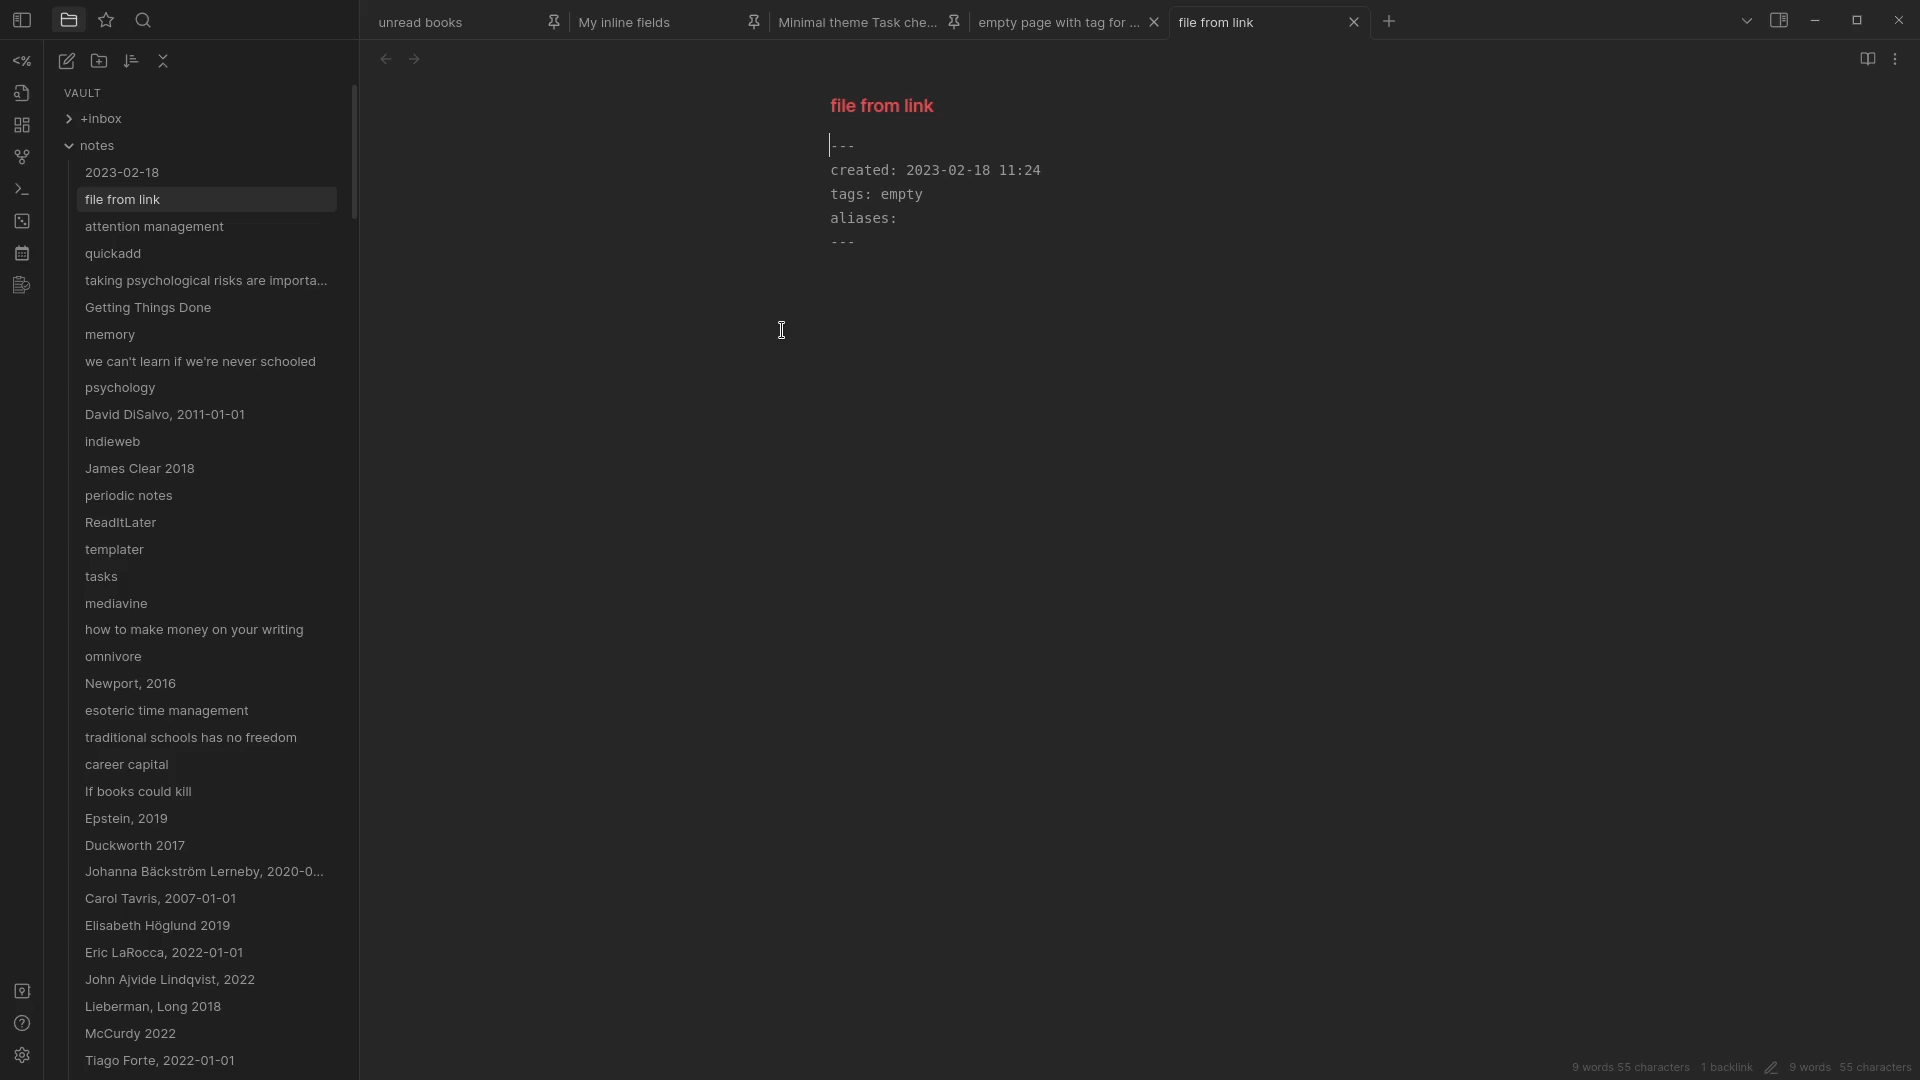 unread books
My inline fields
Minimal theme Task che...
empty page with tag for ...
file from link
<%
VAULT
+inbox
notes
2023-02-18
file from link
attention management
quickadd
taking psychological risks are importa...
Getting Things Done
memory
we can't learn if we're never schooled
psychology
David DiSalvo, 2011-01-01
indieweb
James Clear 2018
periodic notes
ReadItLater
templater
tasks
mediavine
how to make money on your writing
omnivore
Newport, 2016
esoteric time management
traditional schools has no freedom
career capital
If books could kill
Epstein, 2019
Duckworth 2017
Johanna Bäckström Lerneby, 2020-0...
Carol Tavris, 2007-01-01
Elisabeth Höglund 2019
Eric LaRocca, 2022-01-01
John Ajvide Lindqvist, 2022
Lieberman, Long 2018
McCurdy 2022
Tiago Forte, 2022-01-01
file from link
---
created: 2023-02-18 11:24
tags: empty
aliases:
---
9 words 55 characters 1 backlink 9 words 55 characters